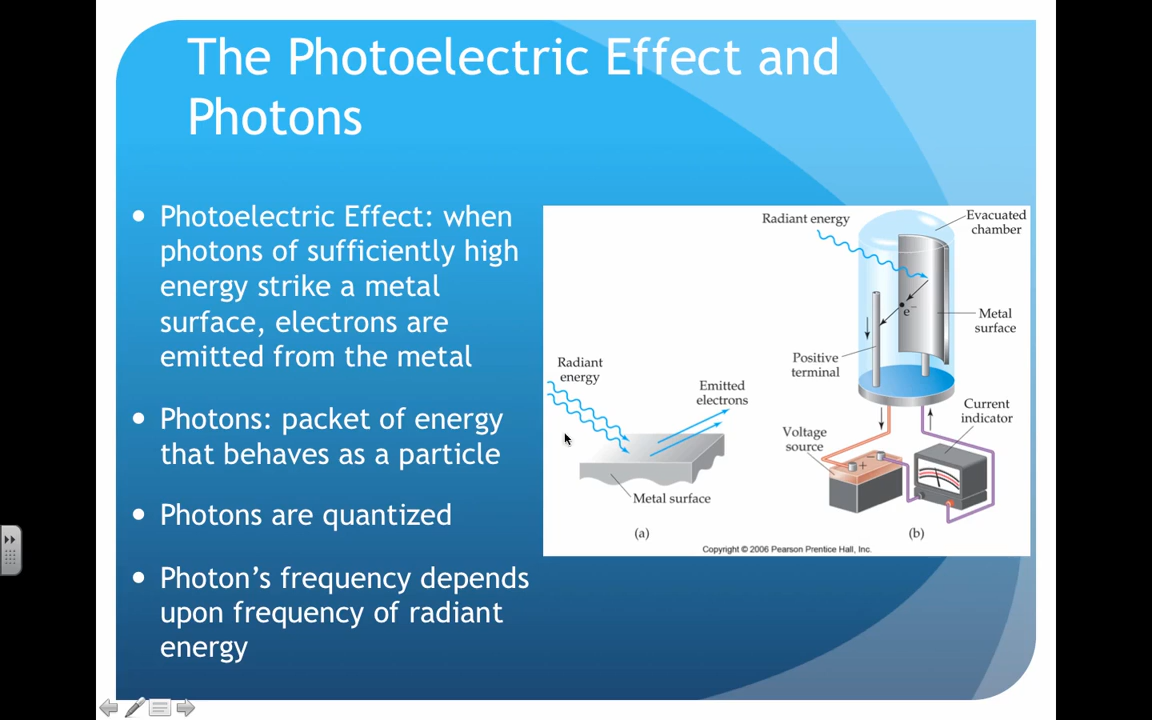 The Photoelectric Effect and
Photons
• Photoelectric Effect: when
photons of sufficiently high
energy strike a metal
surface, electrons are
emitted from the metal
• Photons: packet of energy
that behaves as a particle
• Photons are quantized
• Photon's frequency depends
upon frequency of radiant
energy
Radiant
energy
Emitted
electrons
Metal surface
(a)
Radiant energy
Evacuated
chamber
e⁻
Metal
surface
Positive
terminal
Current
indicator
Voltage
source
+
−
(b)
Copyright © 2006 Pearson Prentice Hall, Inc.